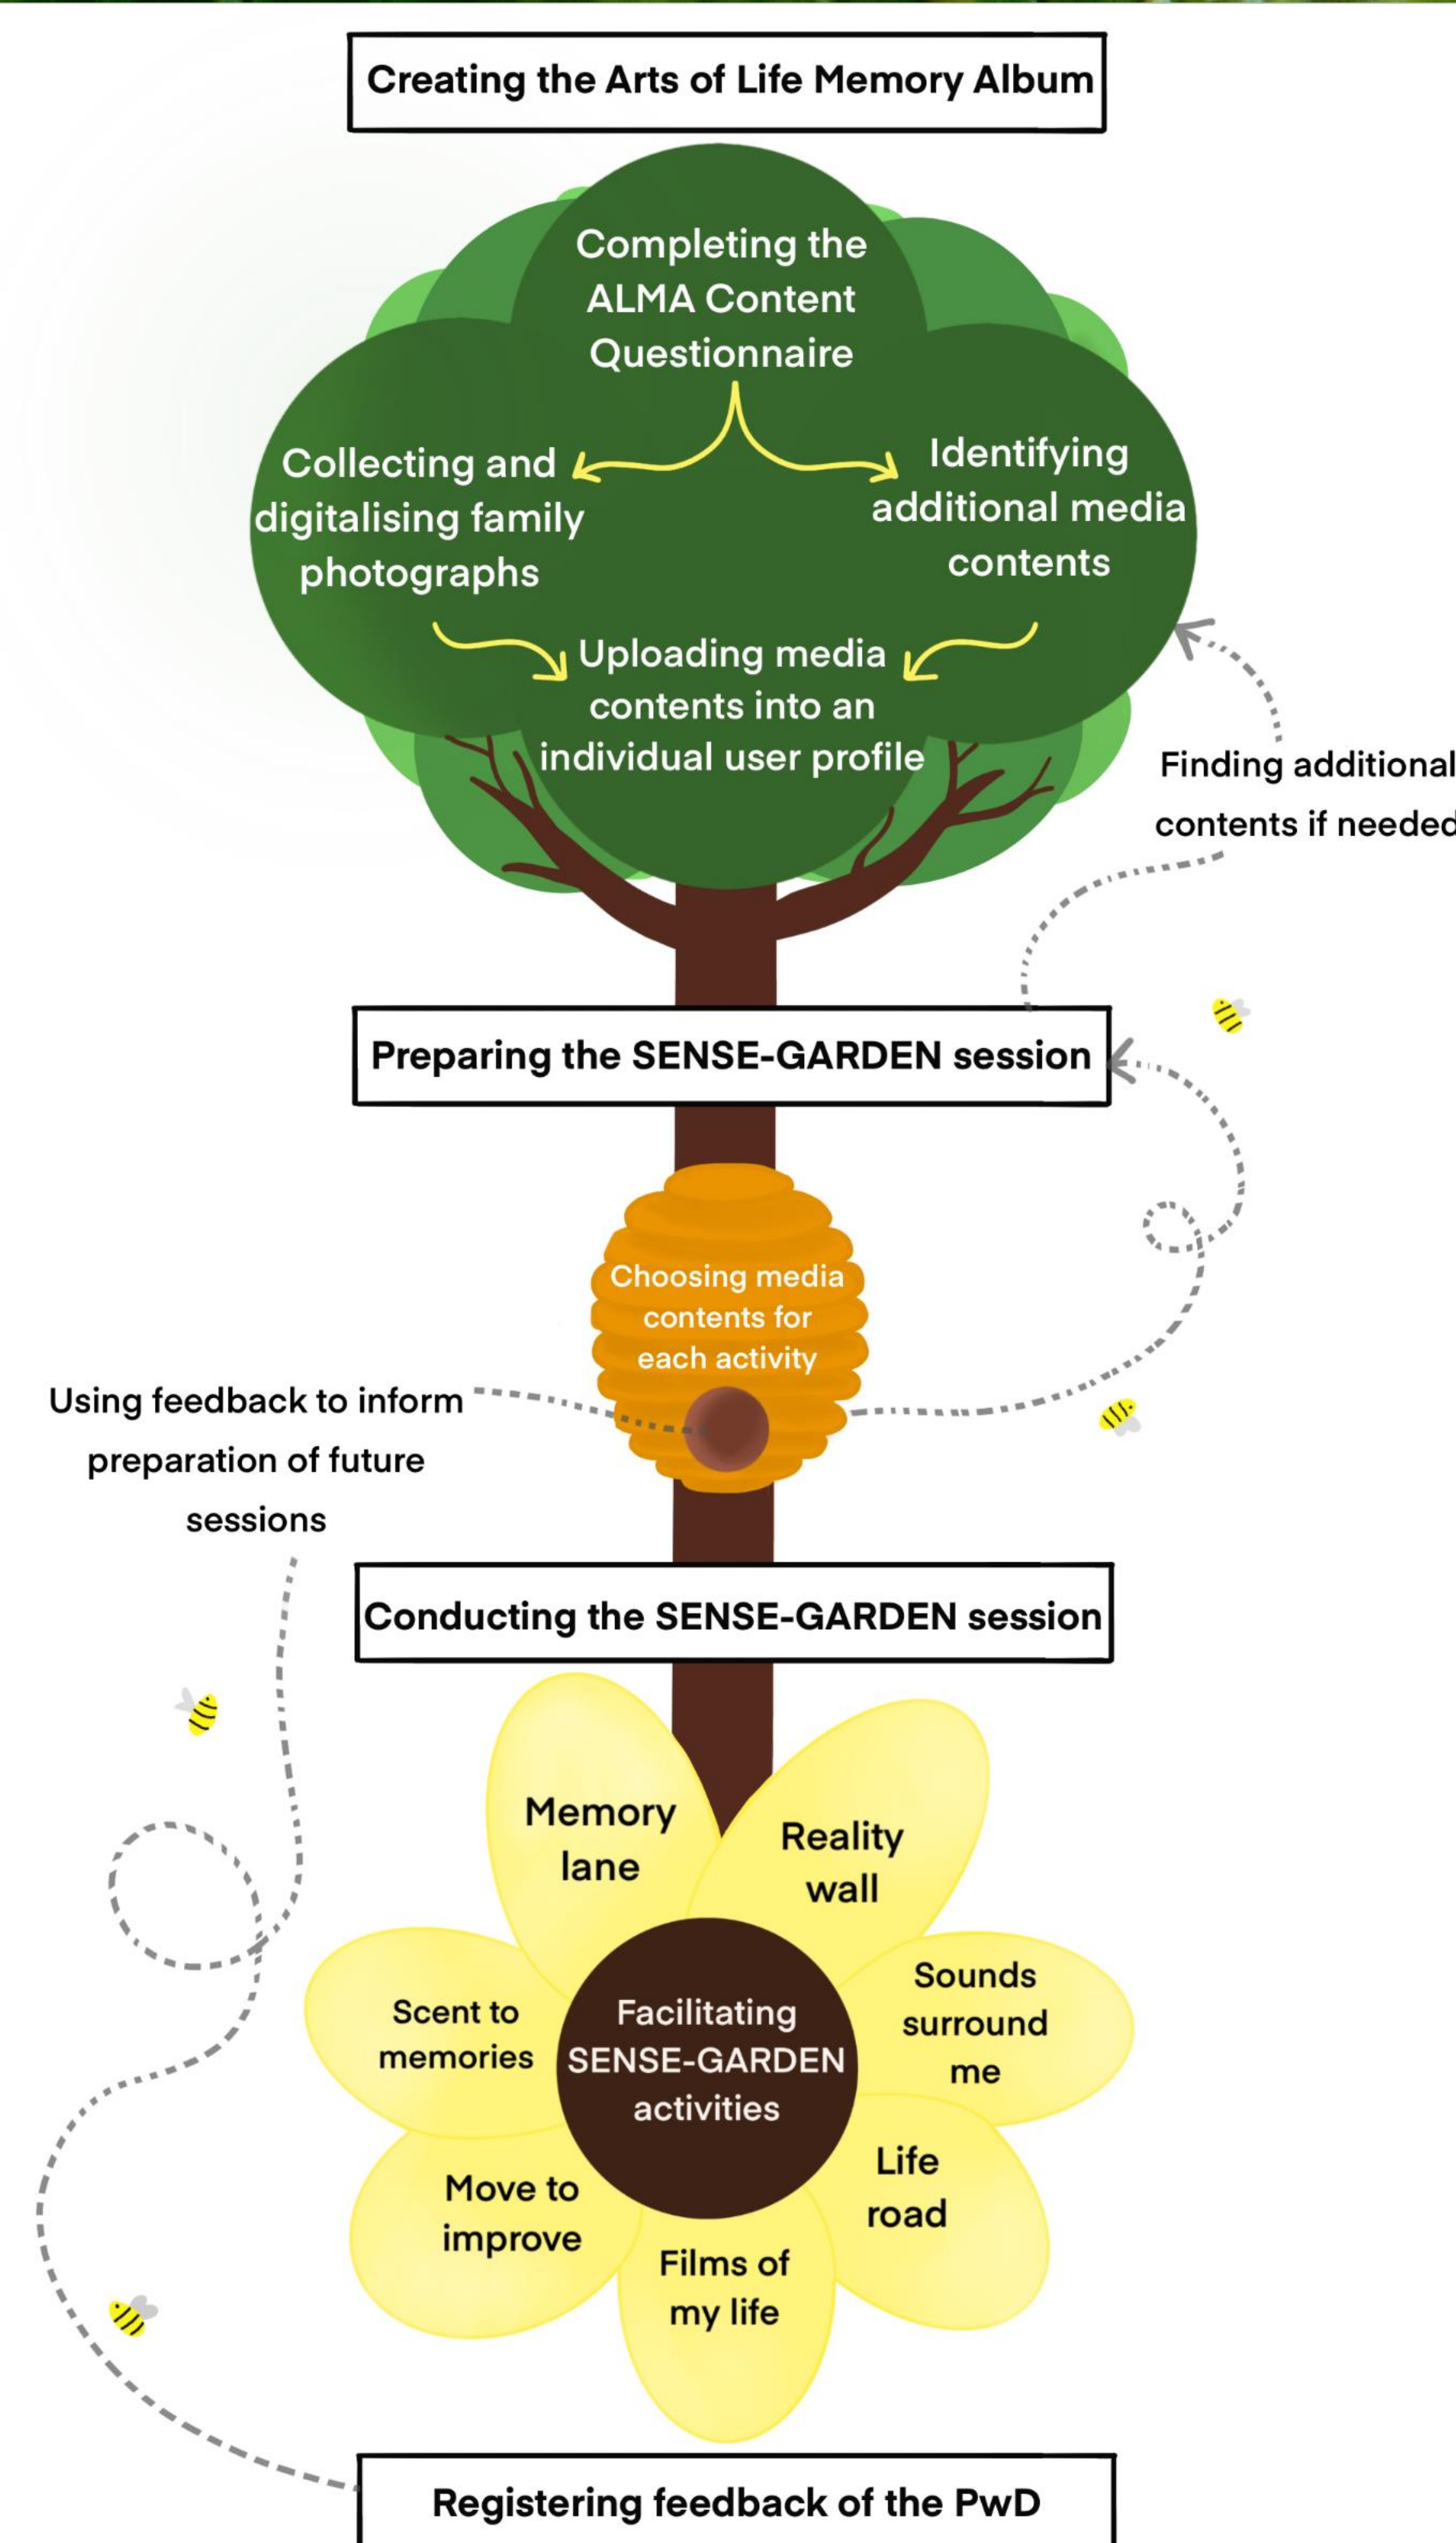 Creating the Arts of Life Memory Album
Completing the
ALMA Content
Questionnaire
Collecting and
digitalising family
photographs
Identifying
additional media
contents
Uploading media
contents into an
individual user profile
Finding additional
contents if needed
Preparing the SENSE-GARDEN session
Choosing media
contents for
each activity
Using feedback to inform
preparation of future
sessions
Conducting the SENSE-GARDEN session
Memory
lane
Reality
wall
Sounds
surround
me
Scent to
memories
Facilitating
SENSE-GARDEN
activities
Life
road
Move to
improve
Films of
my life
Registering feedback of the PwD